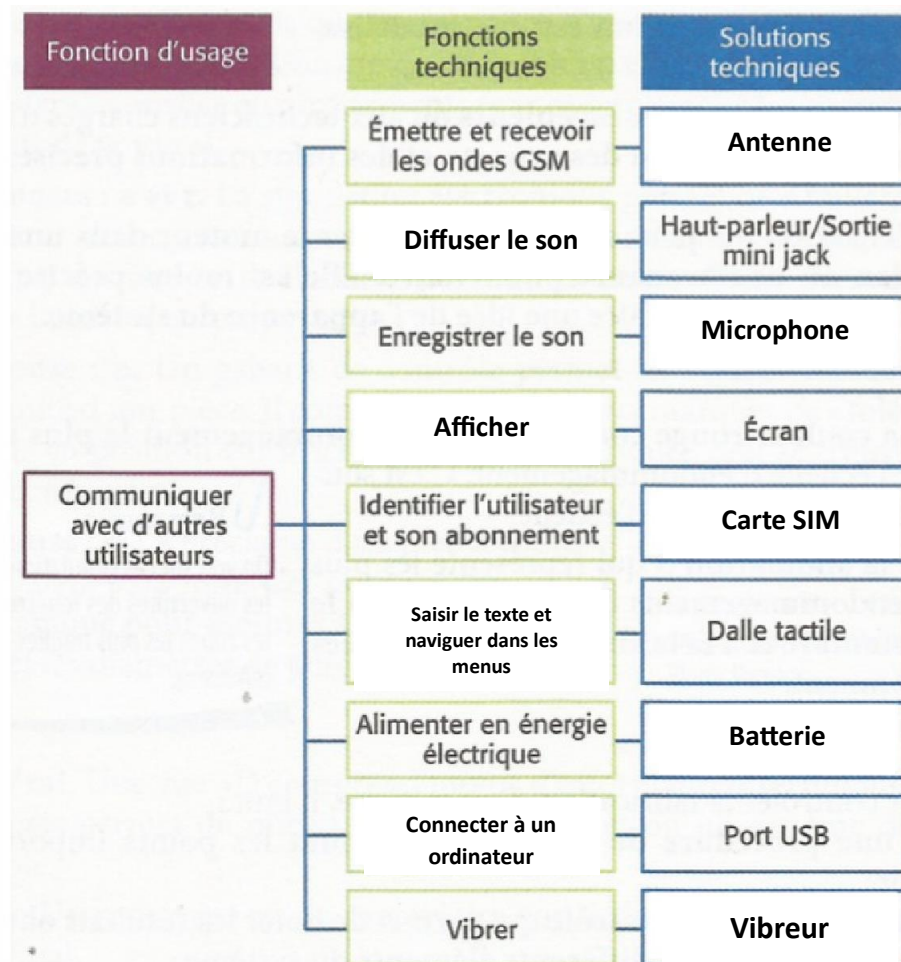 Fonction d'usage
Fonctions
techniques
Solutions
techniques
Émettre et recevoir
les ondes GSM
Antenne
Diffuser le son
Haut-parleur/Sortie
mini jack
Enregistrer le son
Microphone
Afficher
Écran
Communiquer
avec d'autres
utilisateurs
Identifier l'utilisateur
et son abonnement
Carte SIM
Saisir le texte et
naviguer dans les
menus
Dalle tactile
Alimenter en énergie
électrique
Batterie
Connecter à un
ordinateur
Port USB
Vibrer
Vibreur